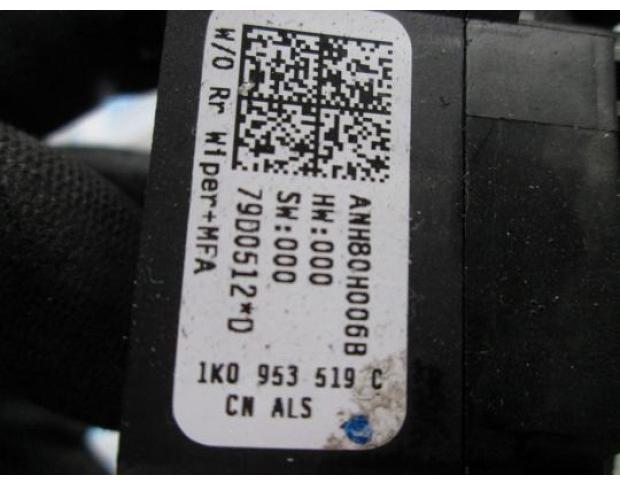 W/O Rr Wiper+MFA
ANH80H006B
HW:000
SW:000
79D0512*D
1K0 953 519 C
CN ALS